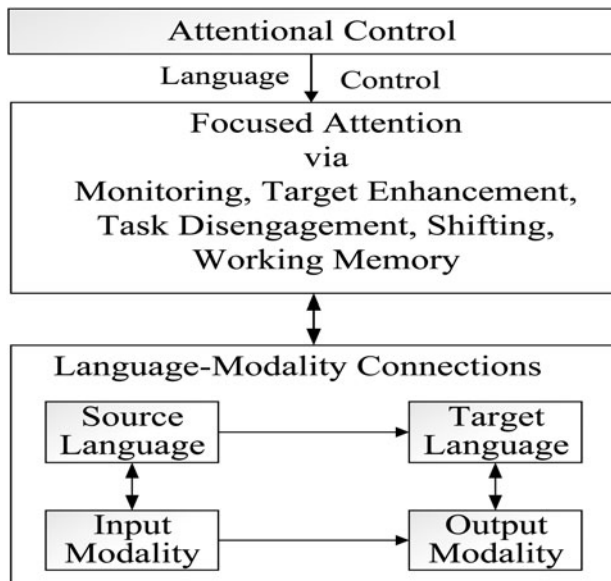 Attentional Control
Language Control
Focused Attention
via
Monitoring, Target Enhancement,
Task Disengagement, Shifting,
Working Memory
Language-Modality Connections
Source
Language
Target
Language
Input
Modality
Output
Modality